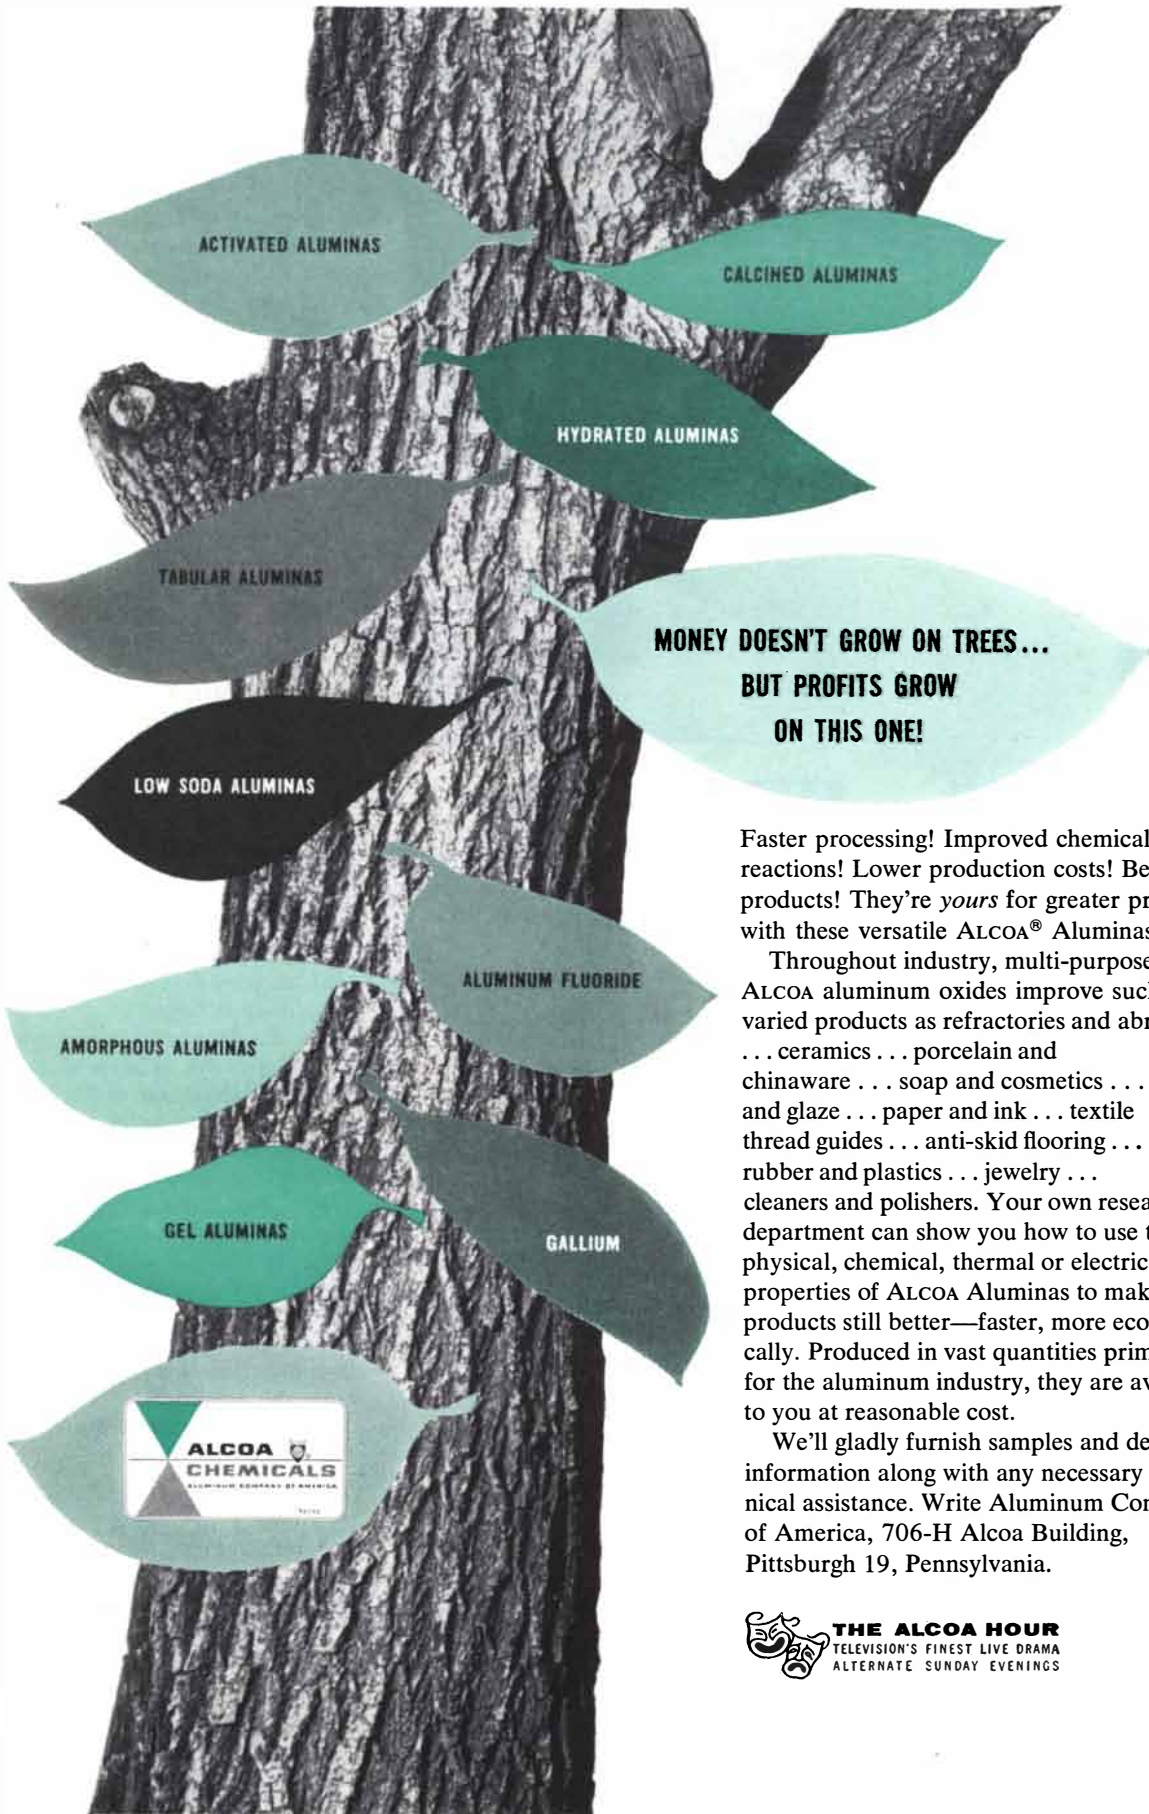 ACTIVATED ALUMINAS
CALCINED ALUMINAS
HYDRATED ALUMINAS
TABULAR ALUMINAS
MONEY DOESN'T GROW ON TREES...
BUT PROFITS GROW
ON THIS ONE!
LOW SODA ALUMINAS
Faster processing! Improved chemical
reactions! Lower production costs! Be
products! They're yours for greater pr
with these versatile ALCOA® Aluminas
Throughout industry, multi-purpose
ALCOA aluminum oxides improve such
varied products as refractories and abr
... ceramics ... porcelain and
chinaware ... soap and cosmetics ...
and glaze ... paper and ink ... textile
thread guides ... anti-skid flooring ...
rubber and plastics ... jewelry ...
cleaners and polishers. Your own resea
department can show you how to use t
physical, chemical, thermal or electric
properties of ALCOA Aluminas to mak
products still better—faster, more eco
cally. Produced in vast quantities prim
for the aluminum industry, they are av
to you at reasonable cost.
We'll gladly furnish samples and de
information along with any necessary
nical assistance. Write Aluminum Com
of America, 706-H Alcoa Building,
Pittsburgh 19, Pennsylvania.
ALUMINUM FLUORIDE
AMORPHOUS ALUMINAS
GEL ALUMINAS
GALLIUM
ALCOA
CHEMICALS
ALUMINUM COMPANY OF AMERICA
THE ALCOA HOUR
TELEVISION'S FINEST LIVE DRAMA
ALTERNATE SUNDAY EVENINGS